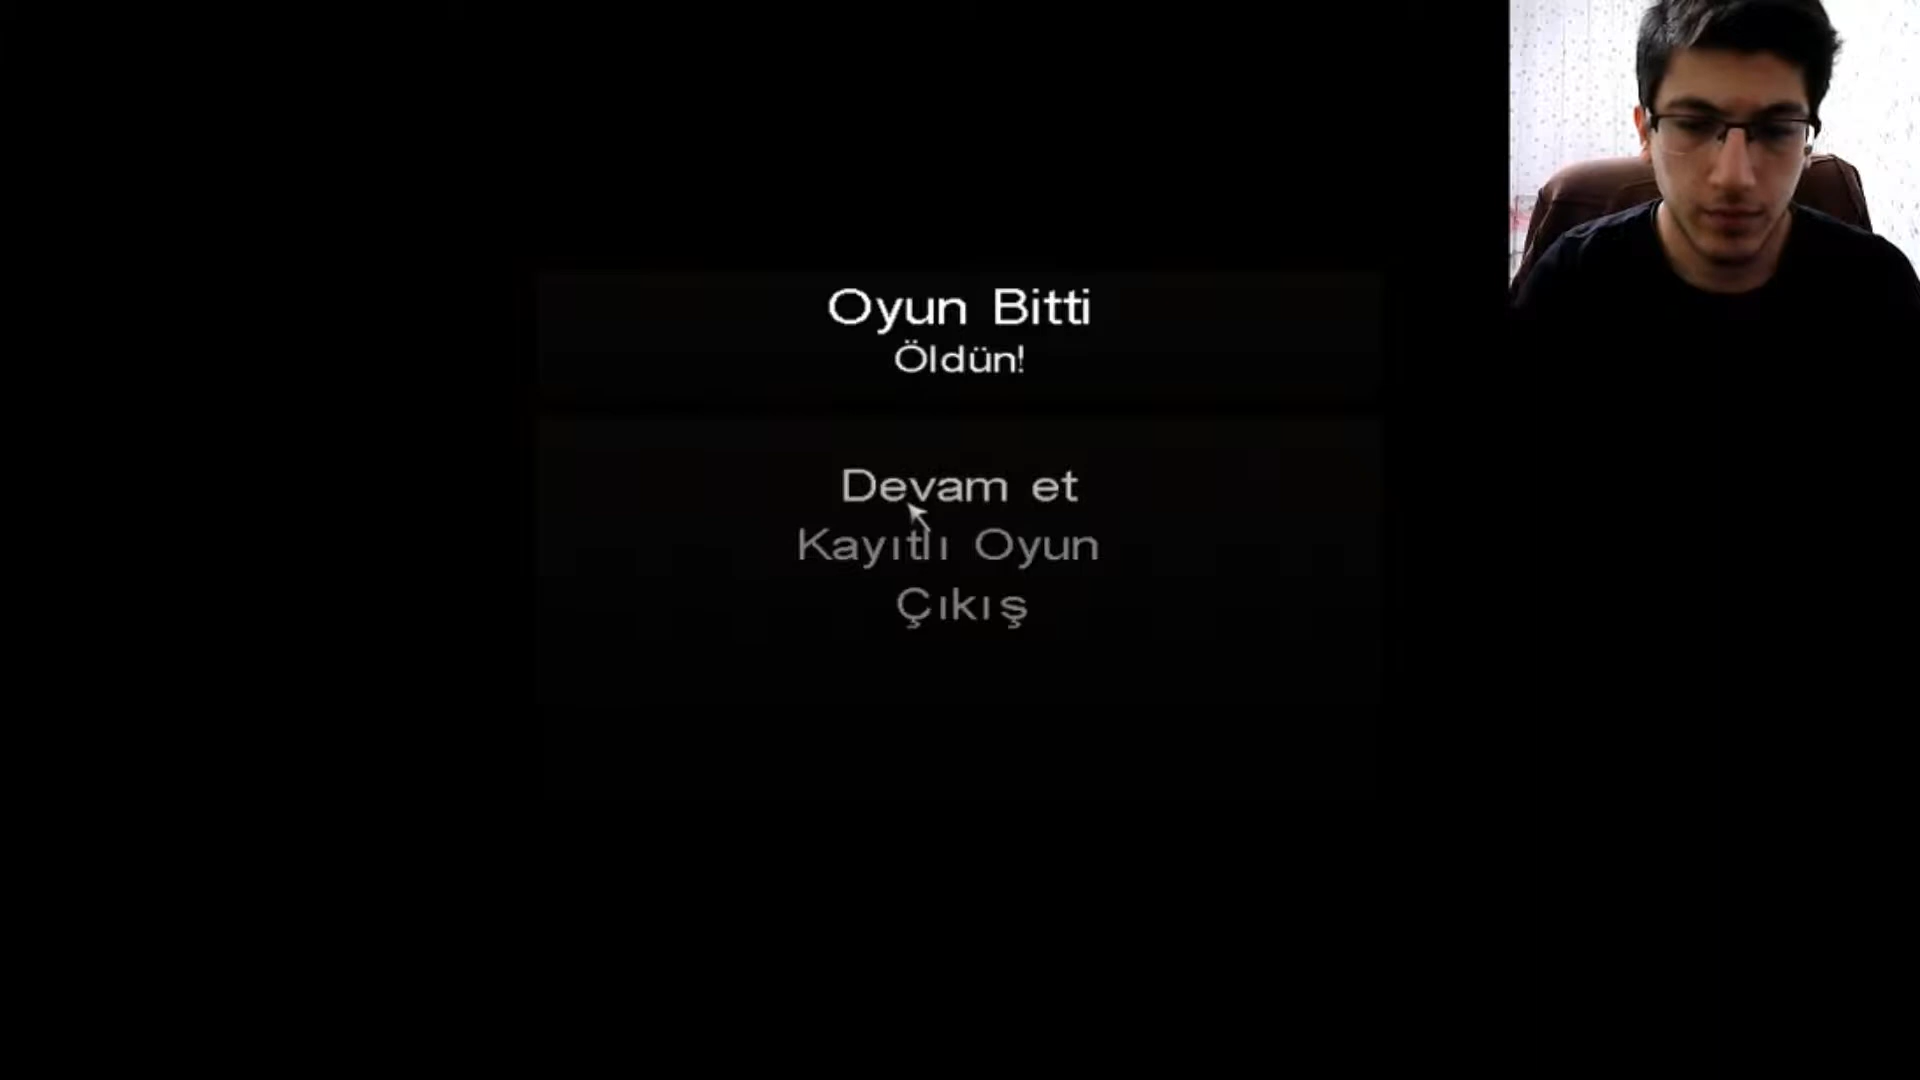 Oyun Bitti
Öldün!
Devam et
Kayıtlı Oyun
Çıkış